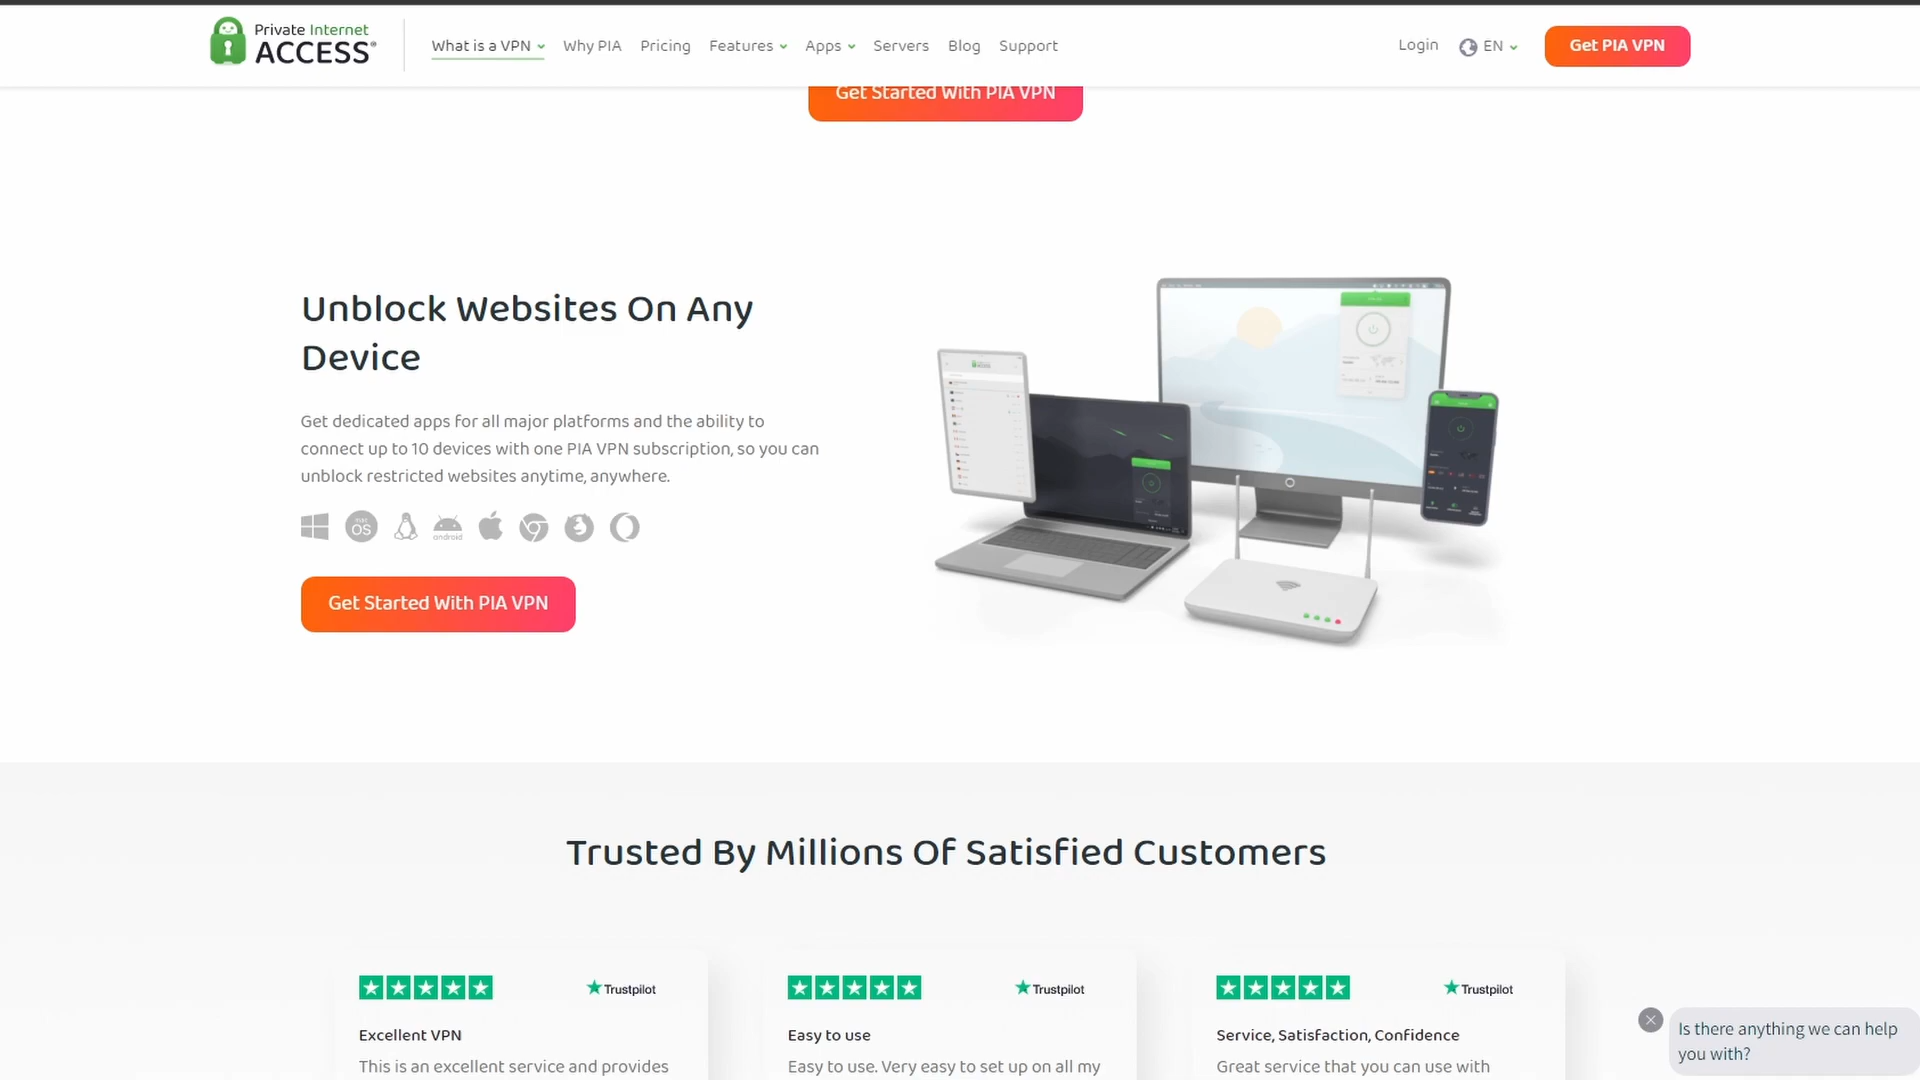 Private Internet
ACCESS®
What is a VPN
Why PIA
Pricing
Features
Apps
Servers
Blog
Support
Login
EN
Get PIA VPN
Get Started With PIA VPN
Unblock Websites On Any
Device
Get dedicated apps for all major platforms and the ability to
connect up to 10 devices with one PIA VPN subscription, so you can
unblock restricted websites anytime, anywhere.
mac
OS
android
Get Started With PIA VPN
Trusted By Millions Of Satisfied Customers
Trustpilot
Trustpilot
Trustpilot
Excellent VPN
Easy to use
Service, Satisfaction, Confidence
This is an excellent service and provides
Easy to use. Very easy to set up on all my
Great service that you can use with
Is there anything we can help
you with?